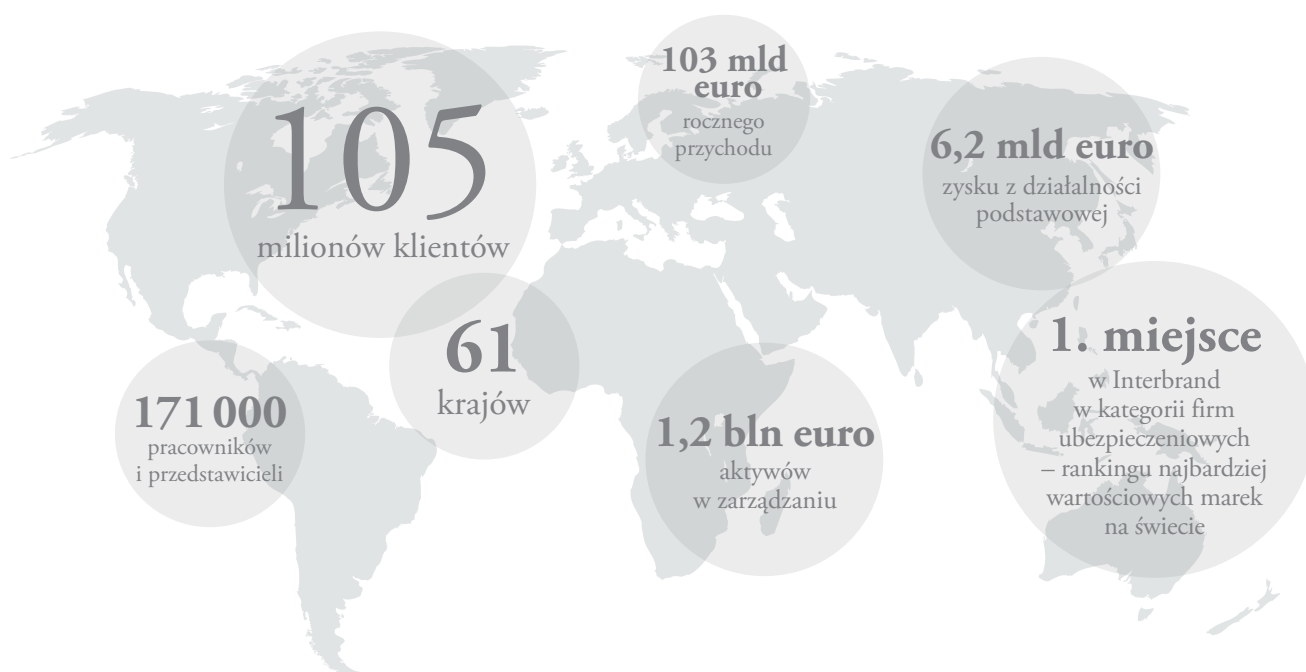 105
milionów klientów
103 mld
euro
rocznego
przychodu
6,2 mld euro
zysku z działalności
podstawowej
61
krajów
171 000
pracowników
i przedstawicieli
1,2 bln euro
aktywów
w zarządzaniu
1. miejsce
w Interbrand
w kategorii firm
ubezpieczeniowych
– rankingu najbardziej
wartościowych marek
na świecie